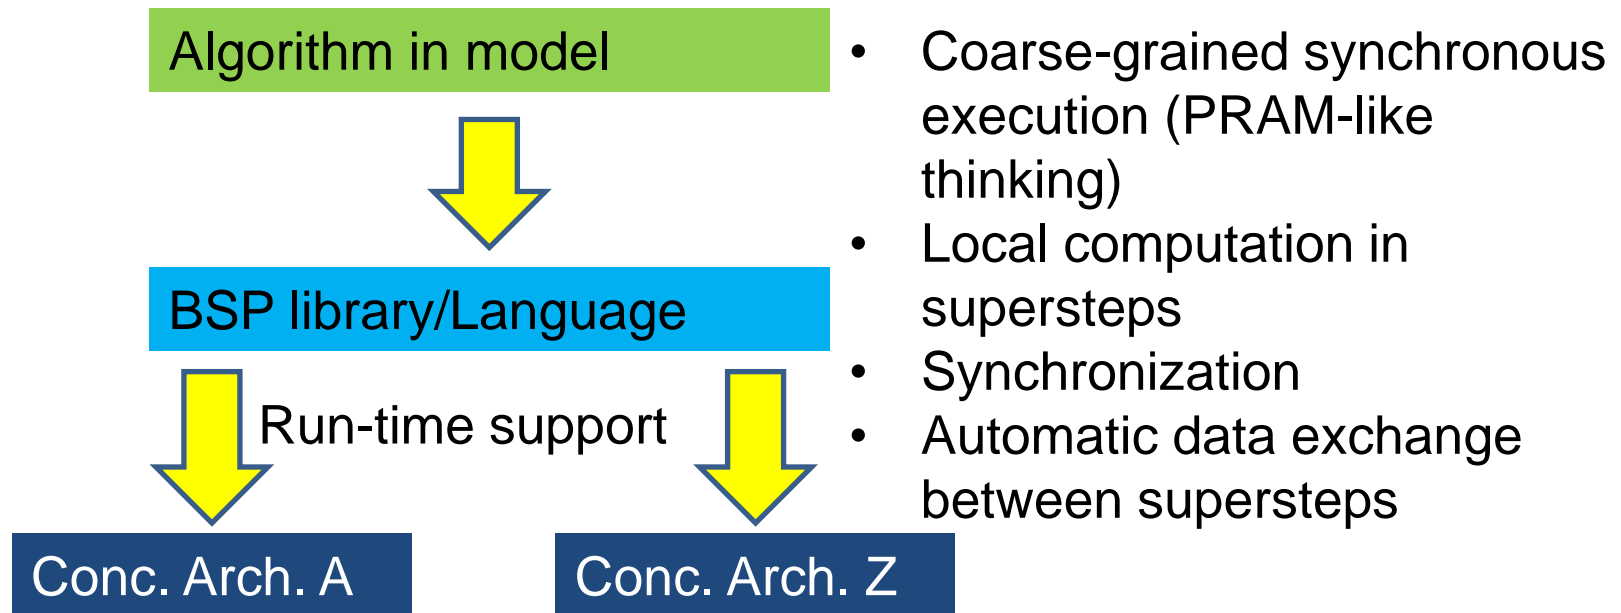 Algorithm in model
BSP library/Language
Run-time support
Conc. Arch. A
Conc. Arch. Z
• Coarse-grained synchronous
execution (PRAM-like
thinking)
• Local computation in
supersteps
• Synchronization
• Automatic data exchange
between supersteps